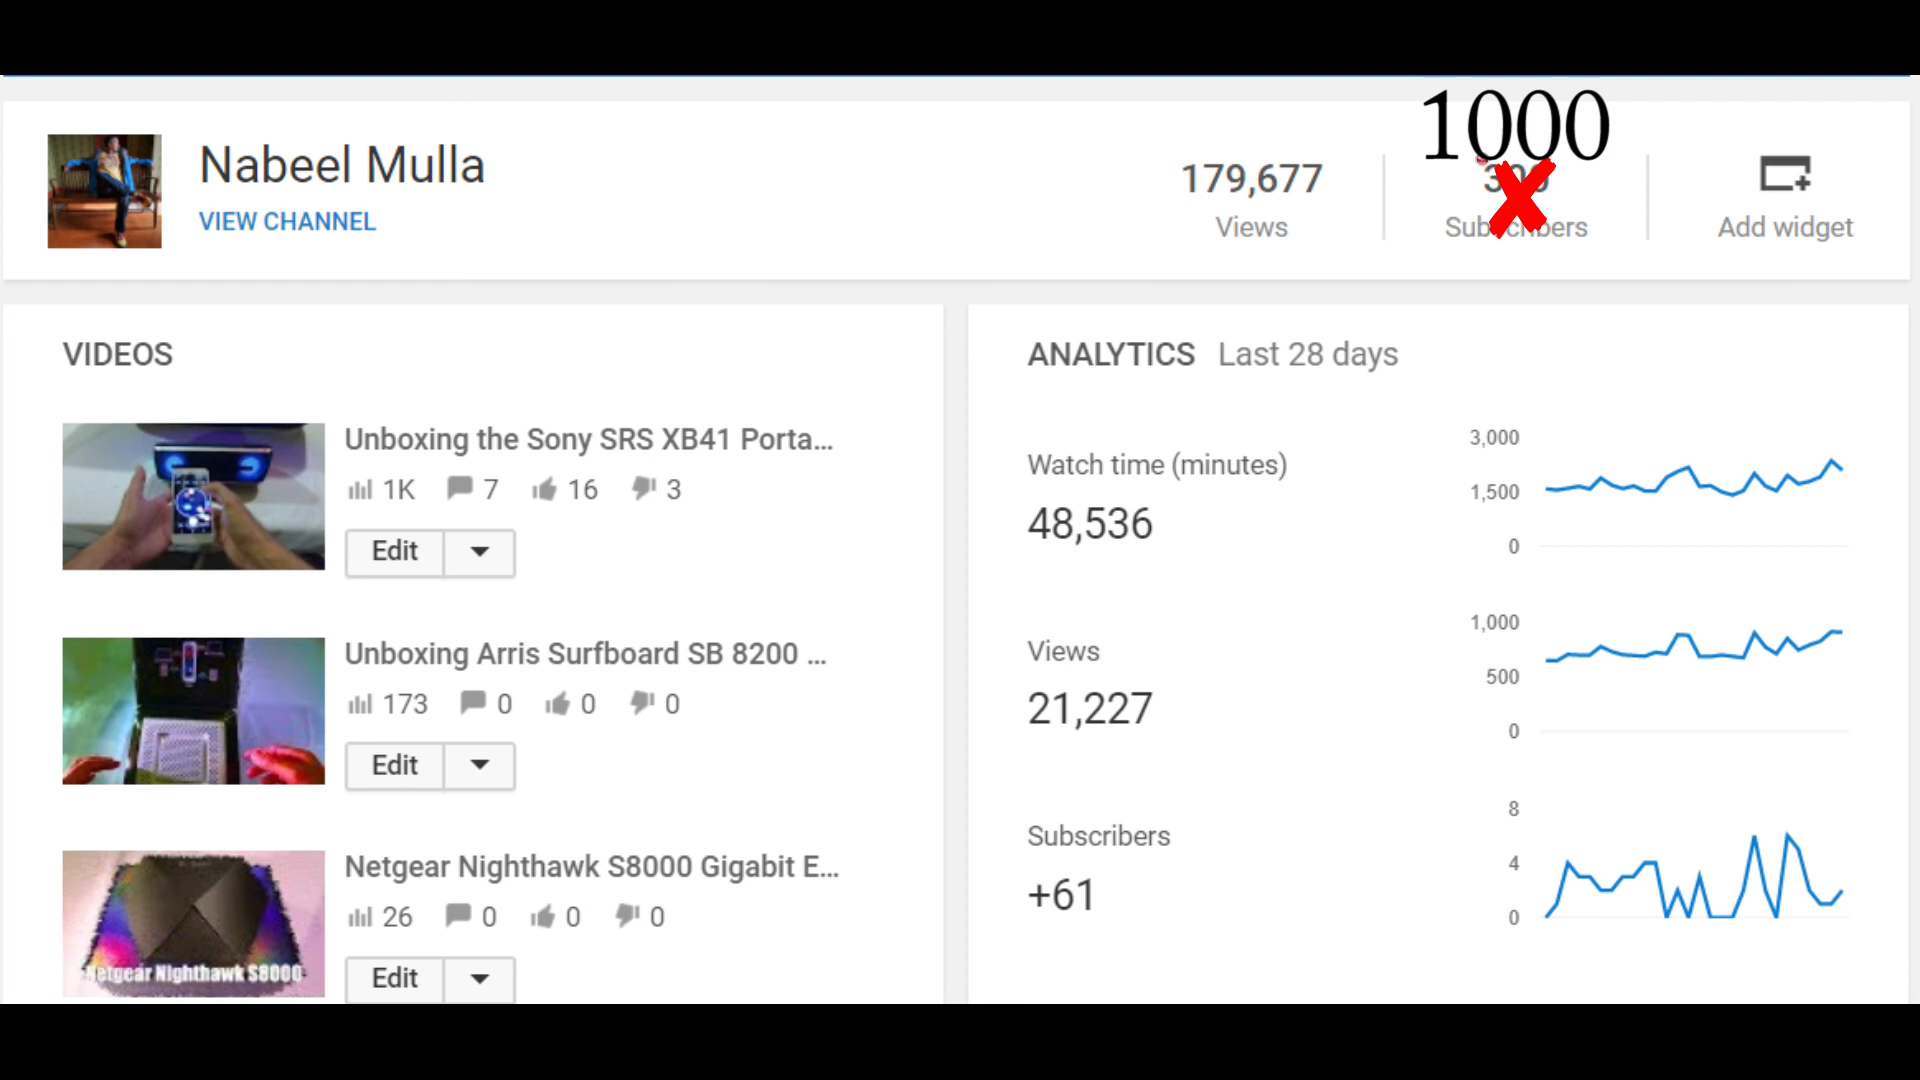 1000
Nabeel Mulla
VIEW CHANNEL
179,677
Views
Subscribers
Add widget
VIDEOS
Unboxing the Sony SRS XB41 Porta...
1K 7 16 3
Edit
Unboxing Arris Surfboard SB 8200 ...
173 0 0 0
Edit
Netgear Nighthawk S8000
Netgear Nighthawk S8000 Gigabit E...
26 0 0 0
Edit
ANALYTICS Last 28 days
Watch time (minutes)
48,536
3,000
1,500
0
Views
21,227
1,000
500
0
Subscribers
+61
8
4
0